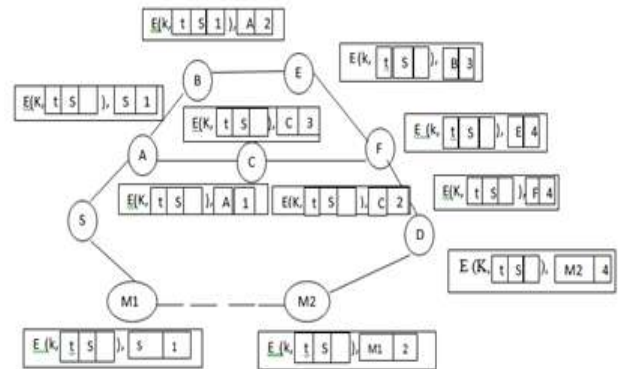 E(k, t S 1), A 2
E(k, t S ), B 3
B
E
E(K, t S ), S 1
E(K, t S ), C 3
E (k, t S ), E 4
A
C
F
E(K, t S ), A 1
E(K, t S ), C 2
E(K, t S ), F 4
S
D
E (K, t S ), M2 4
M1
M2
E (k, t S ), S 1
E (k, t S ), M1 2